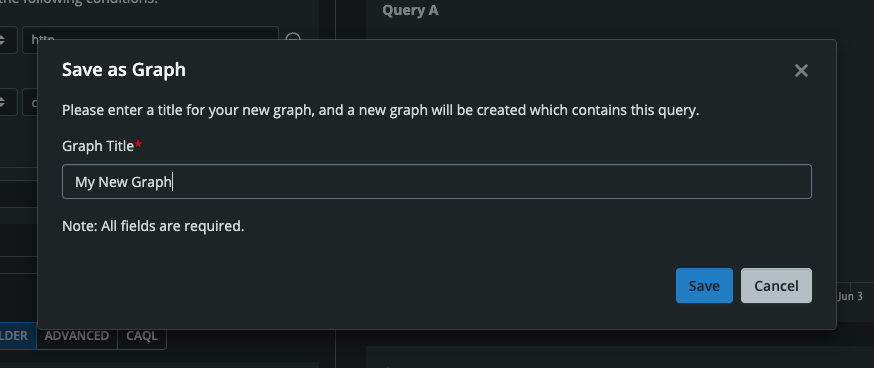 the following conditions:
Query A
http
Save as Graph
Please enter a title for your new graph, and a new graph will be created which contains this query.
Graph Title*
My New Graph
Note: All fields are required.
Save Cancel
Jun 3
LDER ADVANCED CAQL